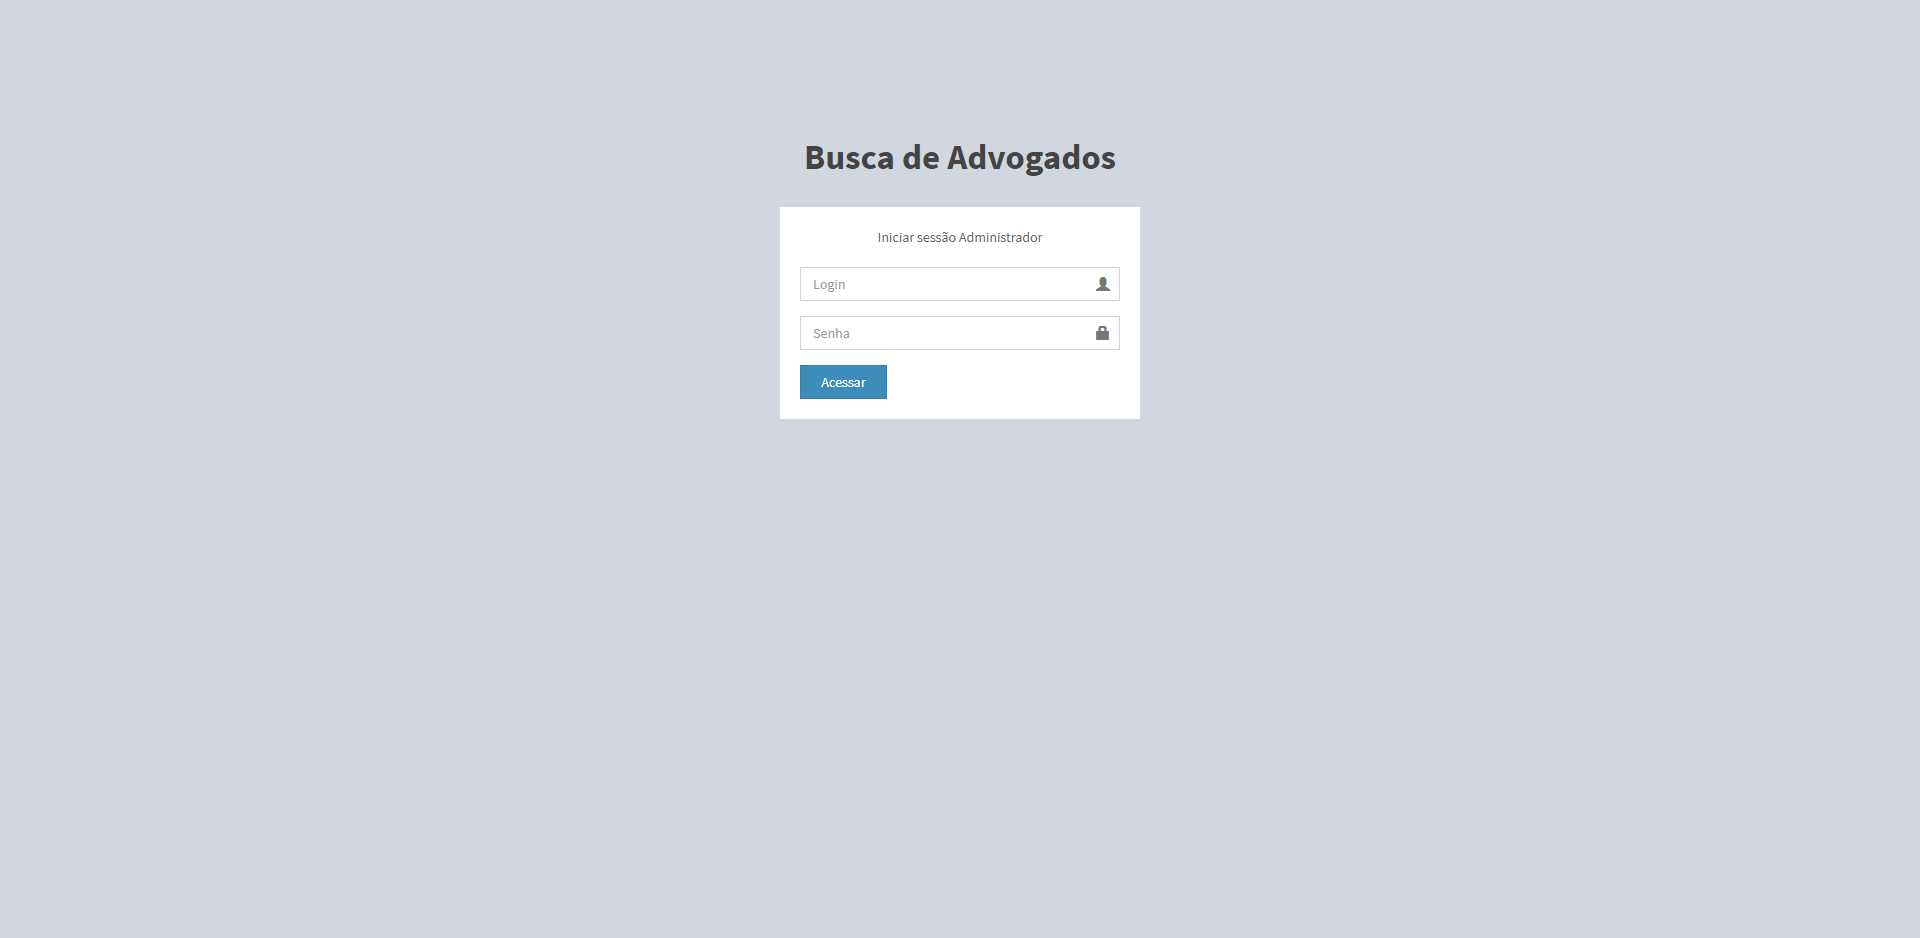 Busca de Advogados
Iniciar sessão Administrador
Login
Senha
Acessar